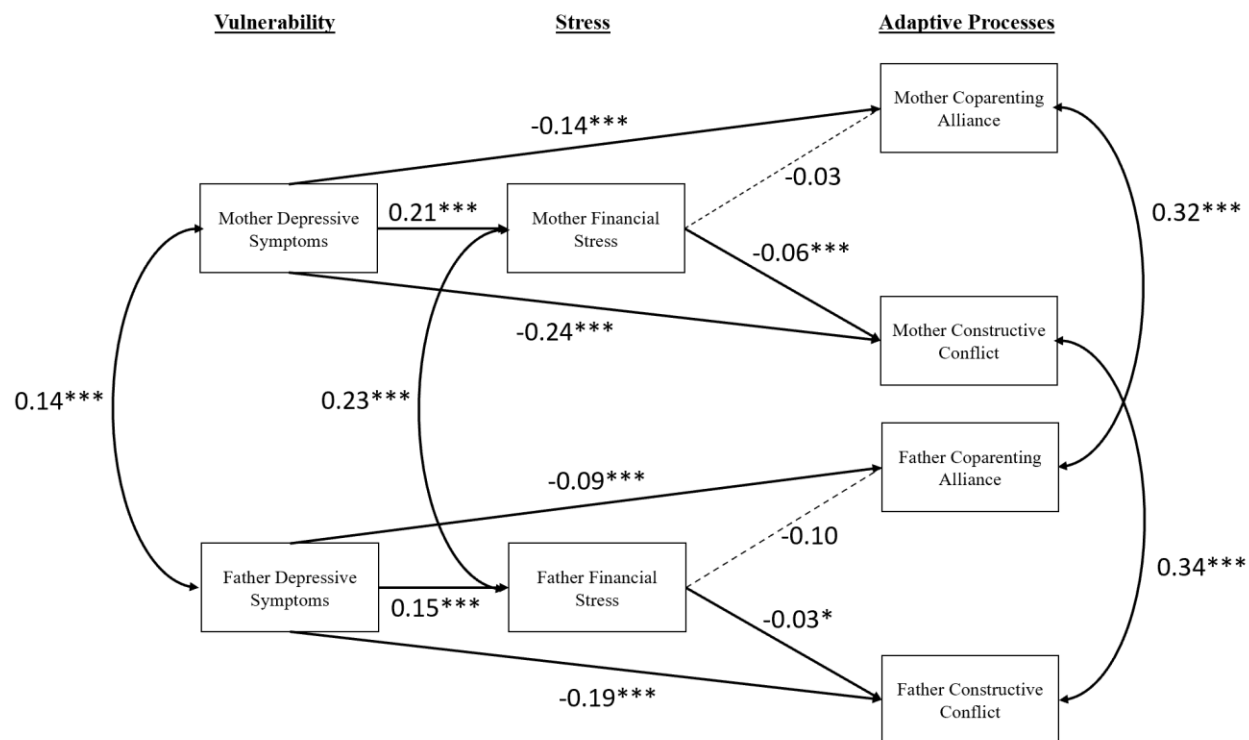 Vulnerability
Stress
Adaptive Processes
Mother Coparenting
Alliance
-0.14***
-0.03
Mother Depressive
Symptoms
0.21***
Mother Financial
Stress
0.32***
-0.06***
-0.24***
Mother Constructive
Conflict
0.14***
0.23***
Father Coparenting
Alliance
-0.09***
-0.10
Father Depressive
Symptoms
0.15***
Father Financial
Stress
0.34***
-0.03*
-0.19***
Father Constructive
Conflict